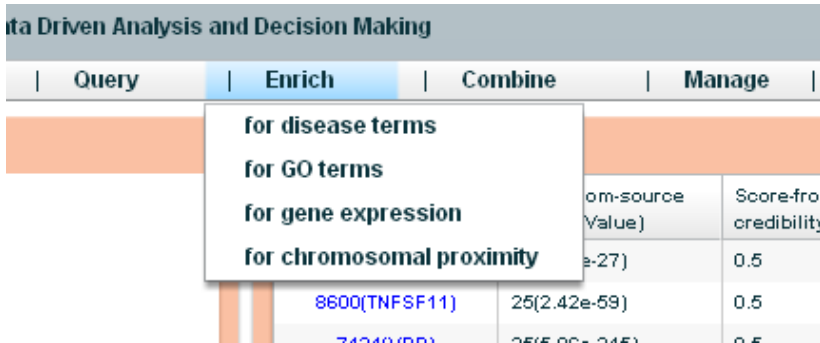 ta Driven Analysis and Decision Making
| Query | Enrich | Combine | Manage |
for disease terms
for GO terms
for gene expression
for chromosomal proximity
om-source Score-fro
Value) credibility
e-27) 0.5
8600(TNFSF11) 25(2.42e-59) 0.5